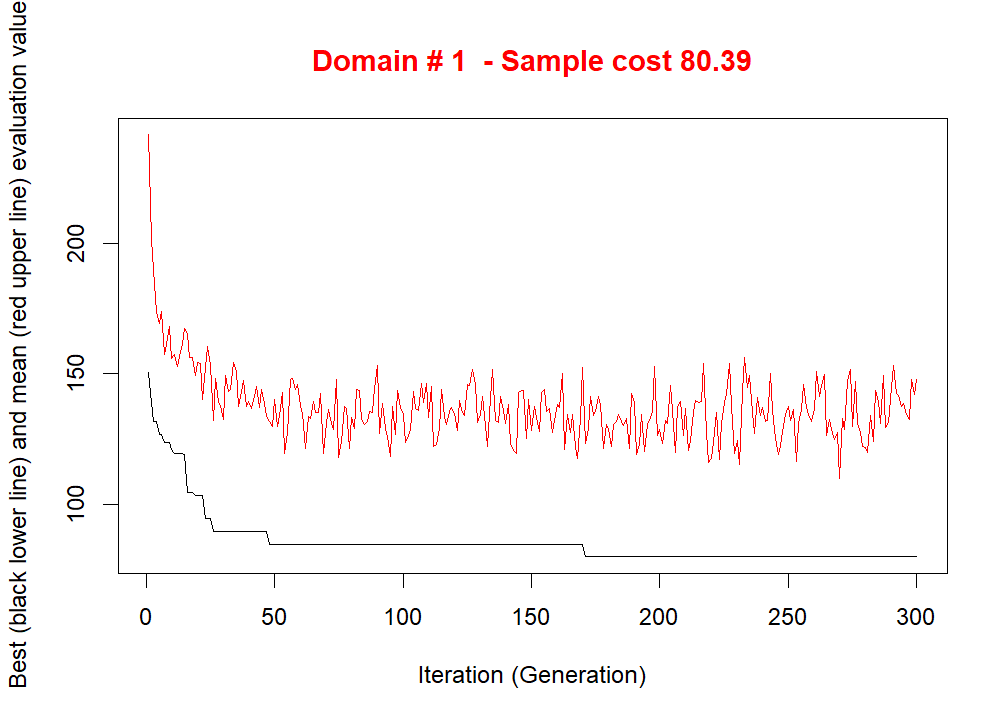 Domain # 1  - Sample cost 80.39
Best (black lower line) and mean (red upper line) evaluation value
200
150
100
0 50 100 150 200 250 300
Iteration (Generation)